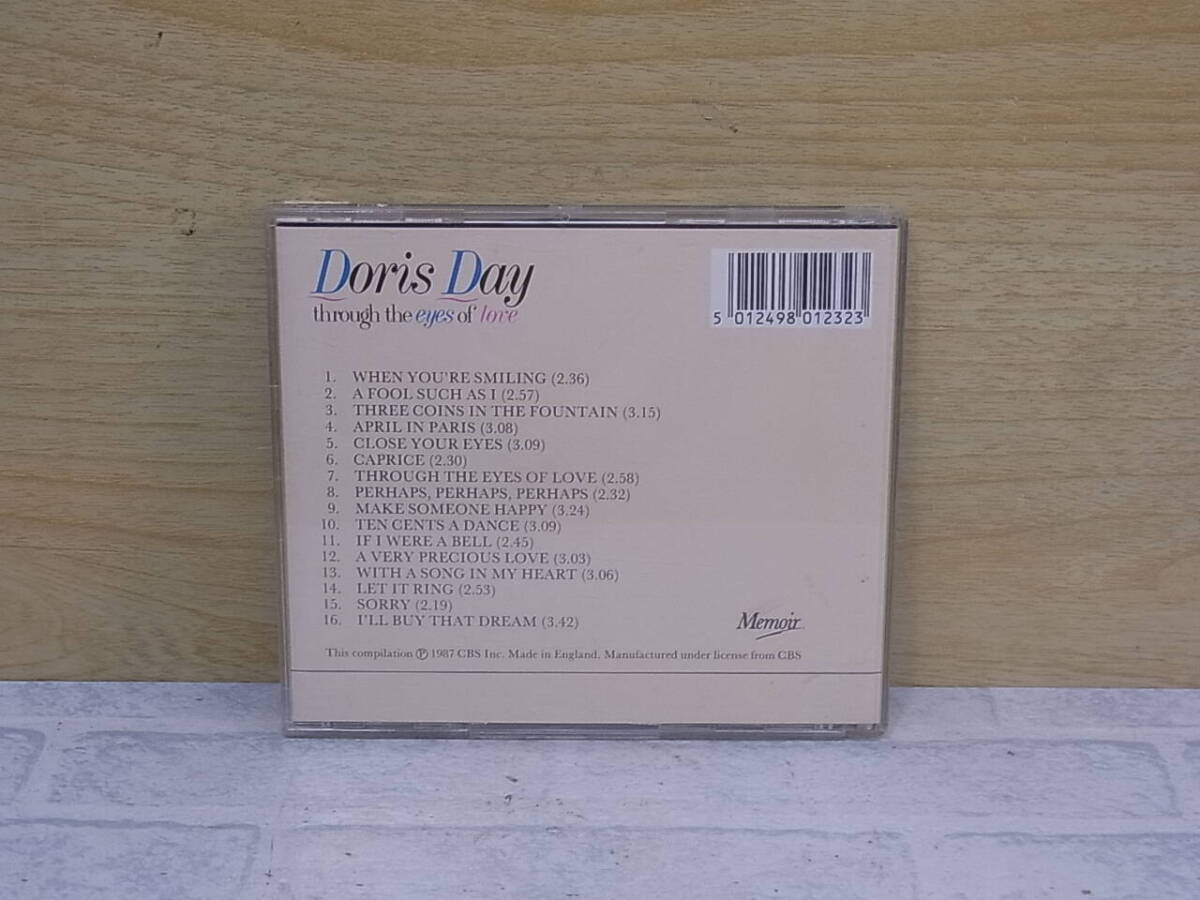 Doris Day
through the eyes of love
5 012498 012323
1. WHEN YOU'RE SMILING (2.36)
2. A FOOL SUCH AS I (2.57)
3. THREE COINS IN THE FOUNTAIN (3.15)
4. APRIL IN PARIS (3.08)
5. CLOSE YOUR EYES (3.09)
6. CAPRICE (2.30)
7. THROUGH THE EYES OF LOVE (2.58)
8. PERHAPS, PERHAPS, PERHAPS (2.32)
9. MAKE SOMEONE HAPPY (3.24)
10. TEN CENTS A DANCE (3.09)
11. IF I WERE A BELL (2.45)
12. A VERY PRECIOUS LOVE (3.03)
13. WITH A SONG IN MY HEART (3.06)
14. LET IT RING (2.53)
15. SORRY (2.19)
16. I'LL BUY THAT DREAM (3.42)
Memoir
This compilation ℗ 1987 CBS Inc. Made in England. Manufactured under license from CBS